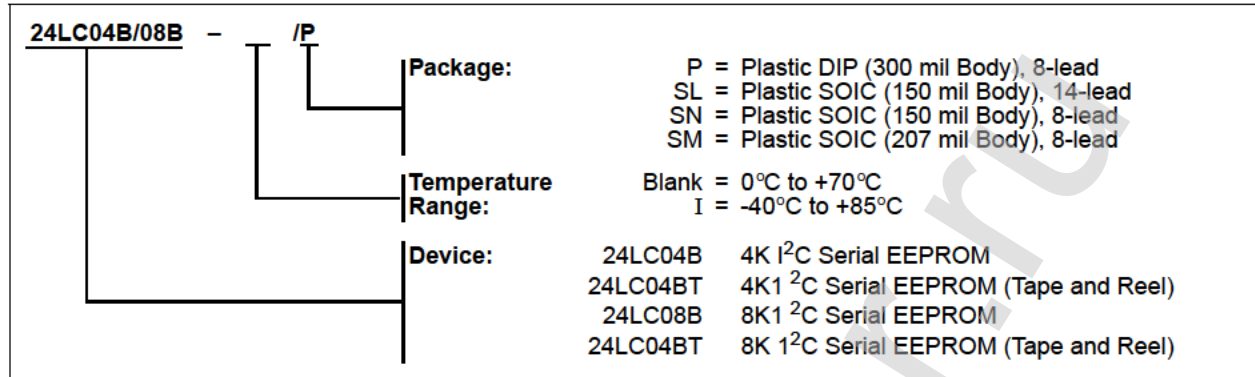 24LC04B/08B – /P
Package: P = Plastic DIP (300 mil Body), 8-lead
SL = Plastic SOIC (150 mil Body), 14-lead
SN = Plastic SOIC (150 mil Body), 8-lead
SM = Plastic SOIC (207 mil Body), 8-lead
Temperature Blank = 0°C to +70°C
Range: I = -40°C to +85°C
Device: 24LC04B 4K I²C Serial EEPROM
24LC04BT 4K1 ²C Serial EEPROM (Tape and Reel)
24LC08B 8K1 ²C Serial EEPROM
24LC04BT 8K 1²C Serial EEPROM (Tape and Reel)
r.ru